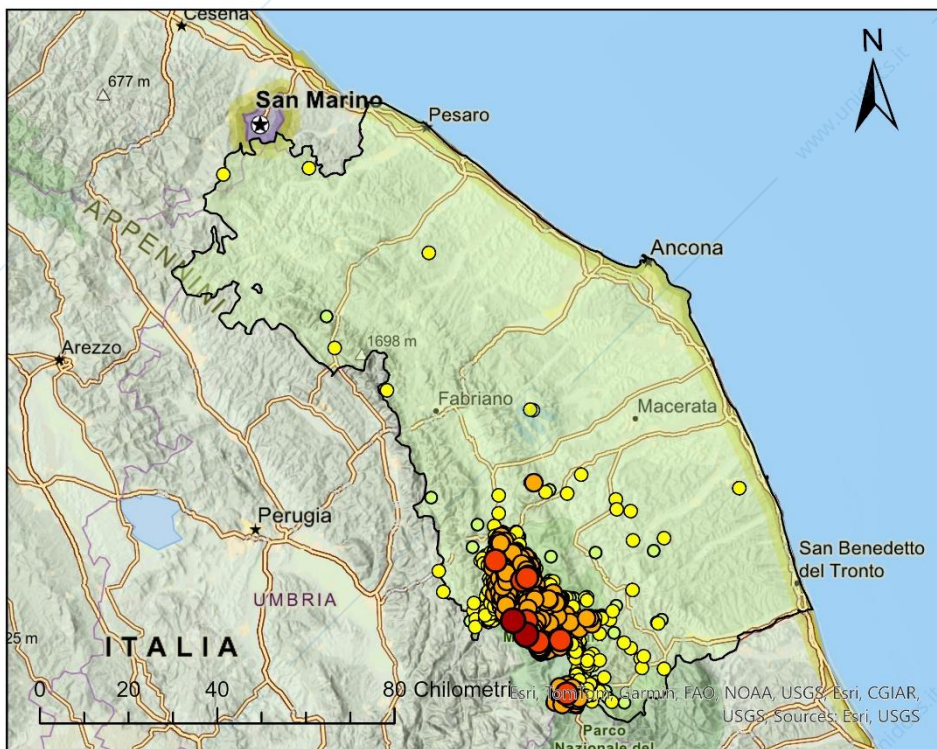 Cesena
N
677 m
San Marino
Pesaro
APPENNINI
Ancona
1698 m
Arezzo
Fabriano
Macerata
Perugia
San Benedetto
del Tronto
UMBRIA
ITALIA
25 m
0 20 40 80 Chilometri
Esri, TomTom, Garmin, FAO, NOAA, USGS, Esri, CGIAR,
USGS, Sources: Esri, USGS
Parco
Nazionale del